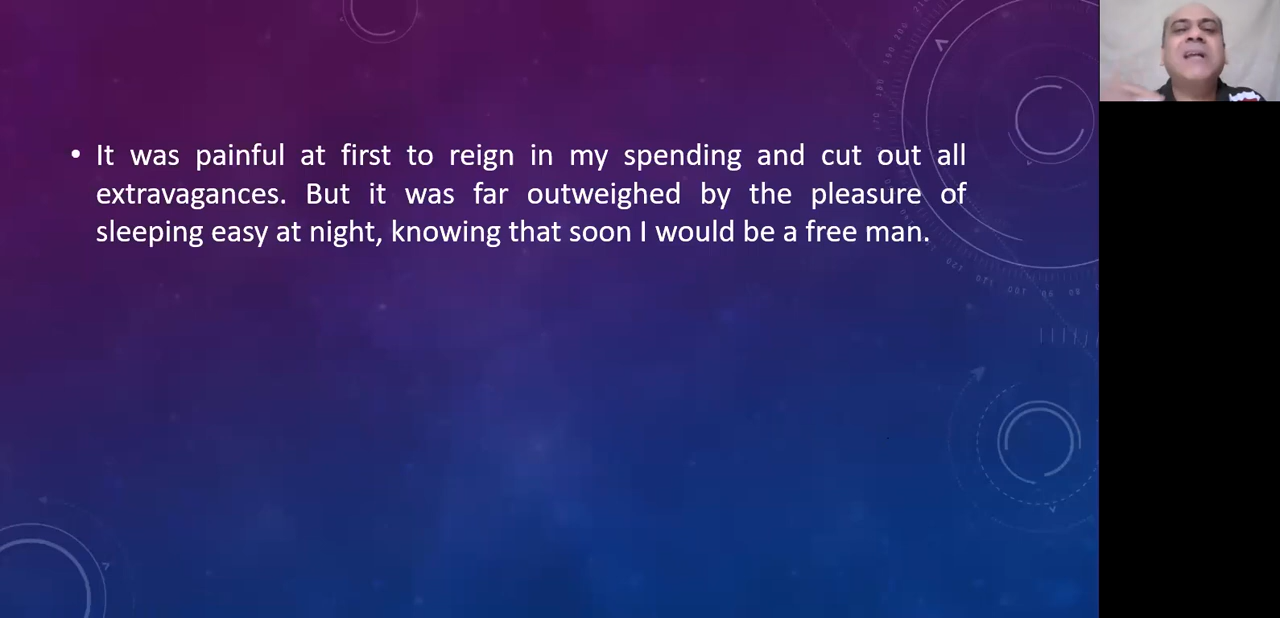 • It was painful at first to reign in my spending and cut out all
extravagances. But it was far outweighed by the pleasure of
sleeping easy at night, knowing that soon I would be a free man.